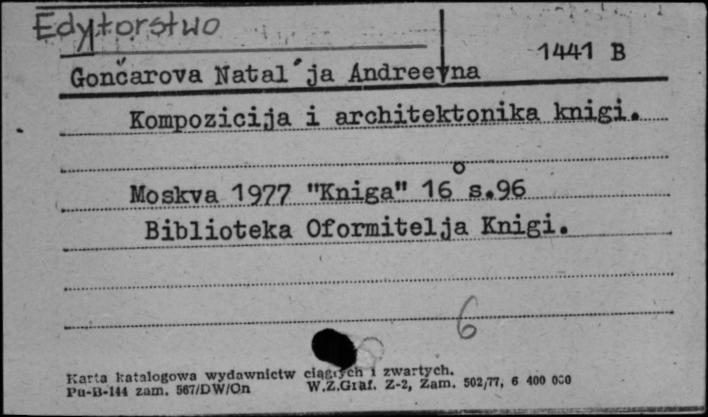 Edytorstwo
1441 B
Gončarova Natal´ja Andreevna
Kompozicija i architektonika knigi.
Moskva 1977 "Kniga" 16° s.96
Biblioteka Oformitelja Knigi.
6
Karta katalogowa wydawnictw ciągłych i zwartych.
Pu-B-144 zam. 567/DW/On W.Z.Graf. Z-2, Zam. 502/77, 6 400 000